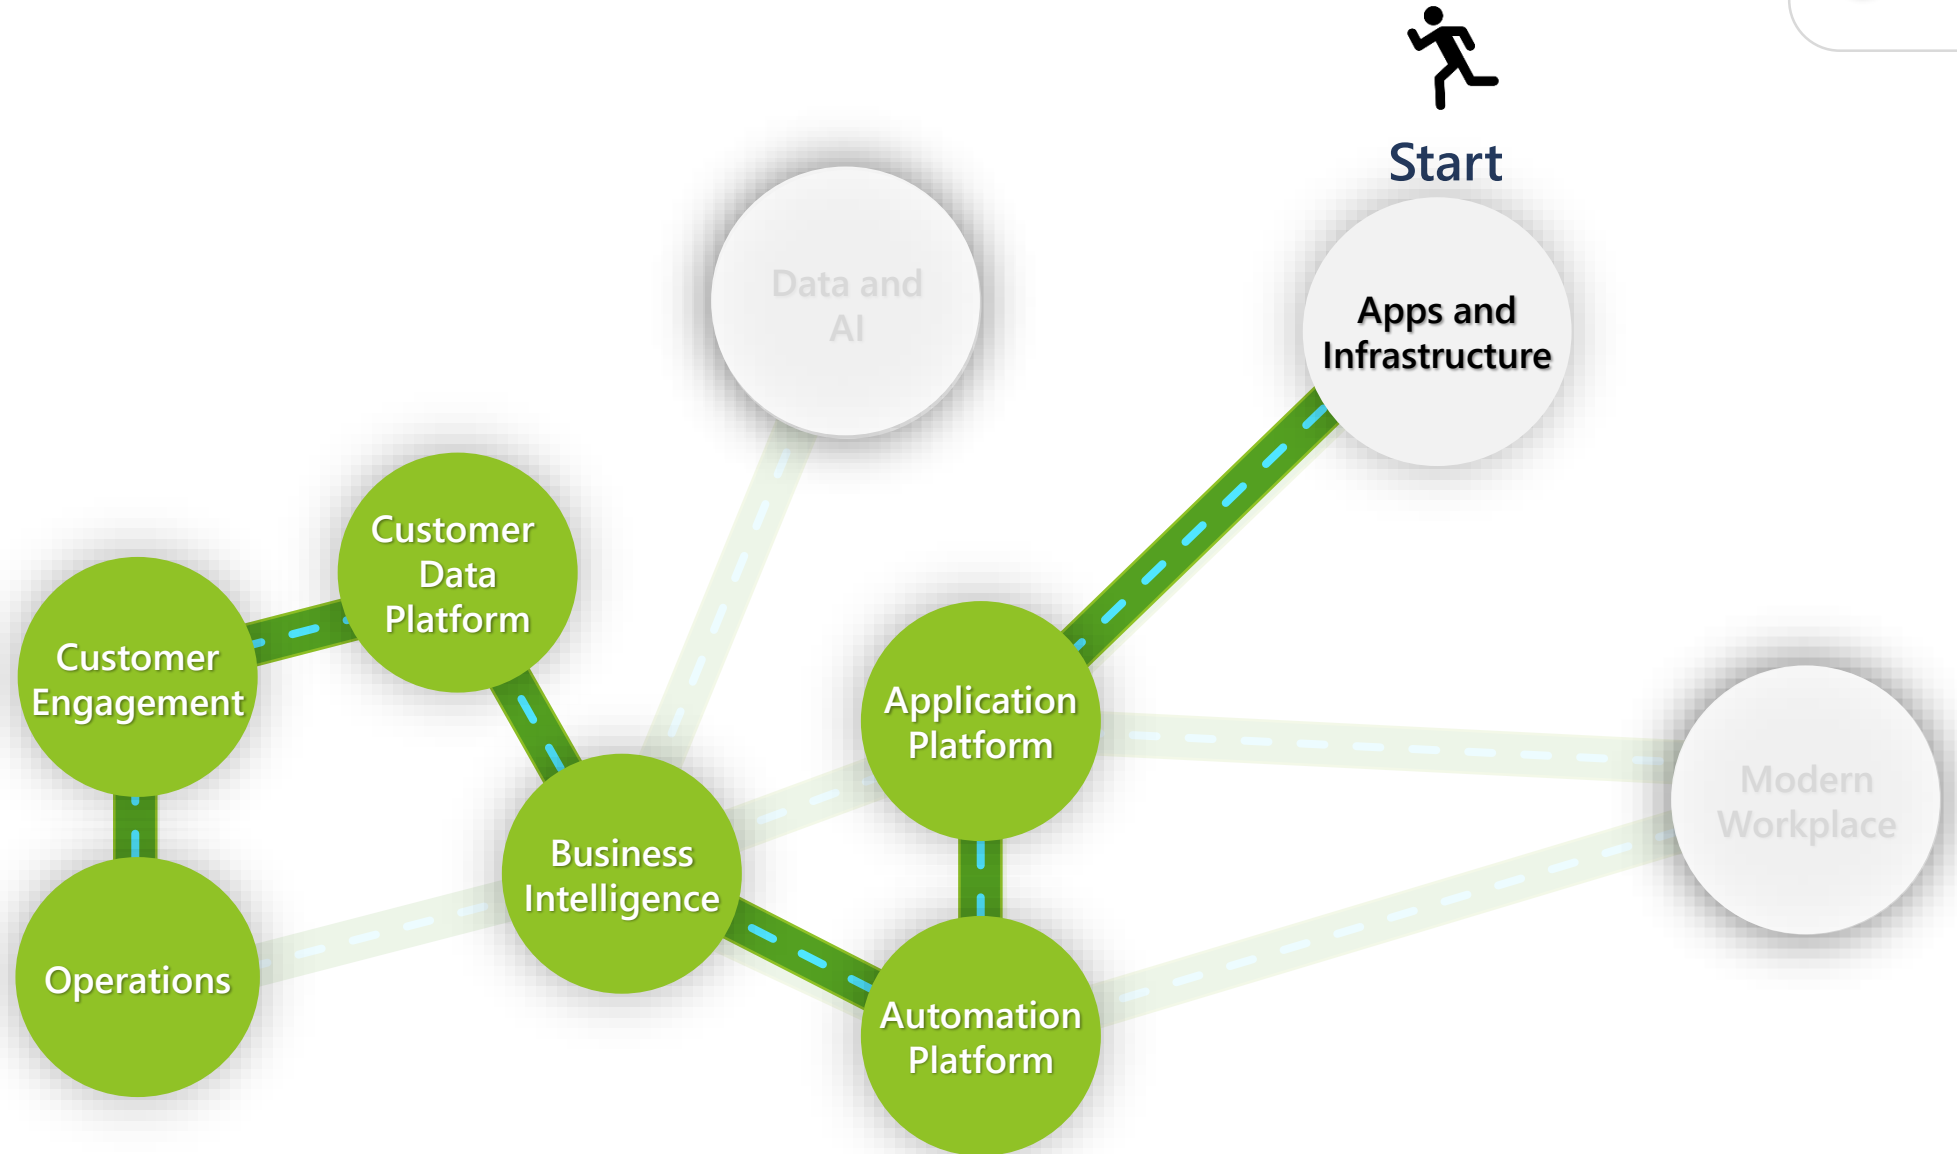 Start
Data and
AI
Apps and
Infrastructure
Customer
Data
Platform
Customer
Engagement
Application
Platform
Modern
Workplace
Business
Intelligence
Operations
Automation
Platform